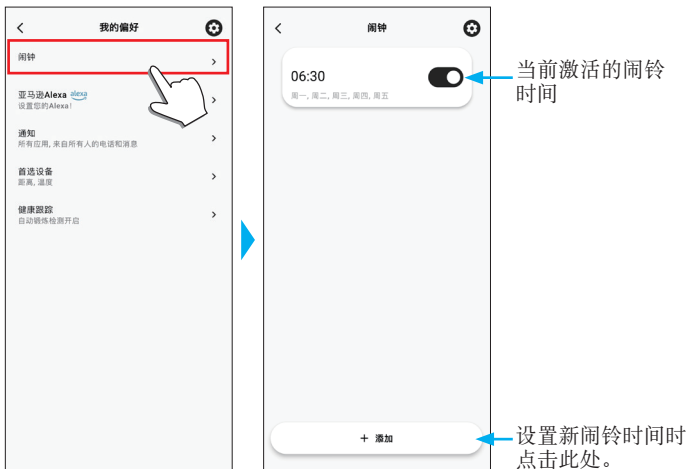 我的偏好
闹钟
亚马逊Alexa alexa
设置您的Alexa!
通知
所有应用, 来自所有人的电话和消息
首选设备
距离, 温度
健康跟踪
自动锻炼检测开启
闹钟
06:30
周一, 周二, 周三, 周四, 周五
当前激活的闹铃
时间
+ 添加
设置新闹铃时间时
点击此处。